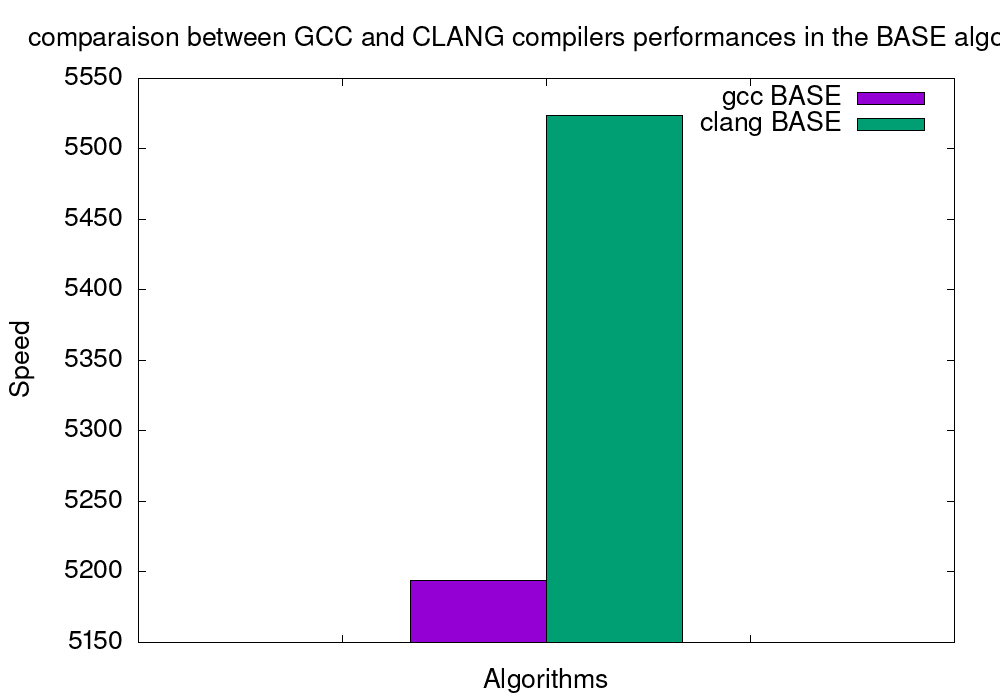 comparaison between GCC and CLANG compilers performances in the BASE algo
5550
gcc BASE
clang BASE
5500
5450
5400
5350
Speed
5300
5250
5200
5150
Algorithms